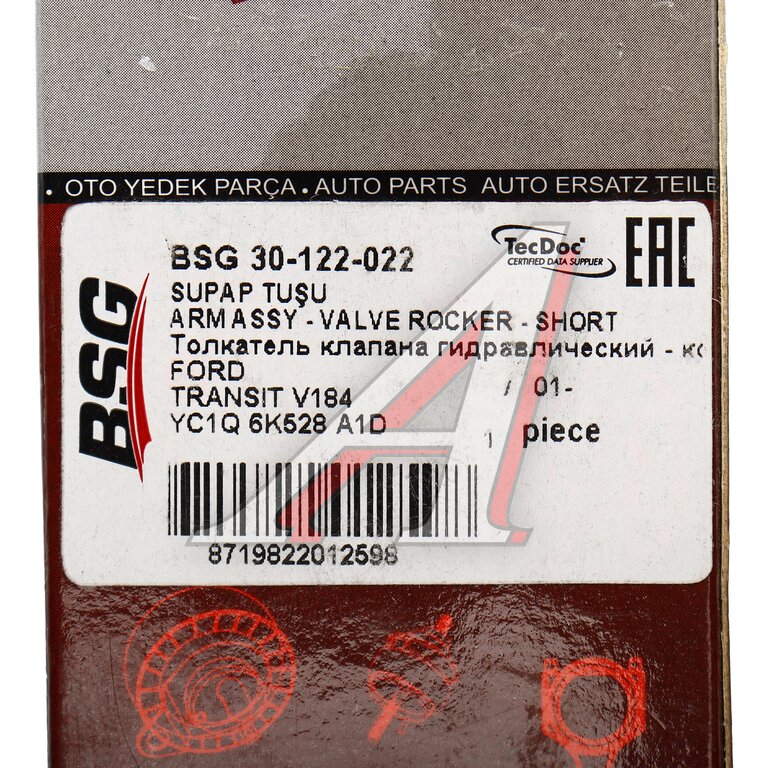 . OTO YEDEK PARÇA . AUTO PARTS AUTO ERSATZ TEILE
BSG
BSG 30-122-022
TecDoc
CERTIFIED DATA SUPPLIER
EAC
SUPAP TUŞU
ARM ASSY - VALVE ROCKER - SHORT
Толкатель клапана гидравлический - ко
FORD
TRANSIT V184 / 01-
YC1Q 6K528 A1D 1 piece
8719822012598